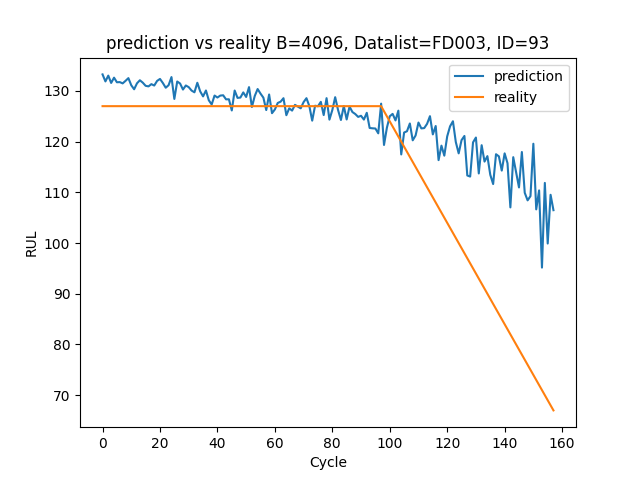 prediction vs reality B=4096, Datalist=FD003, ID=93
prediction
reality
RUL
130
120
110
100
90
80
70
0 20 40 60 80 100 120 140 160
Cycle